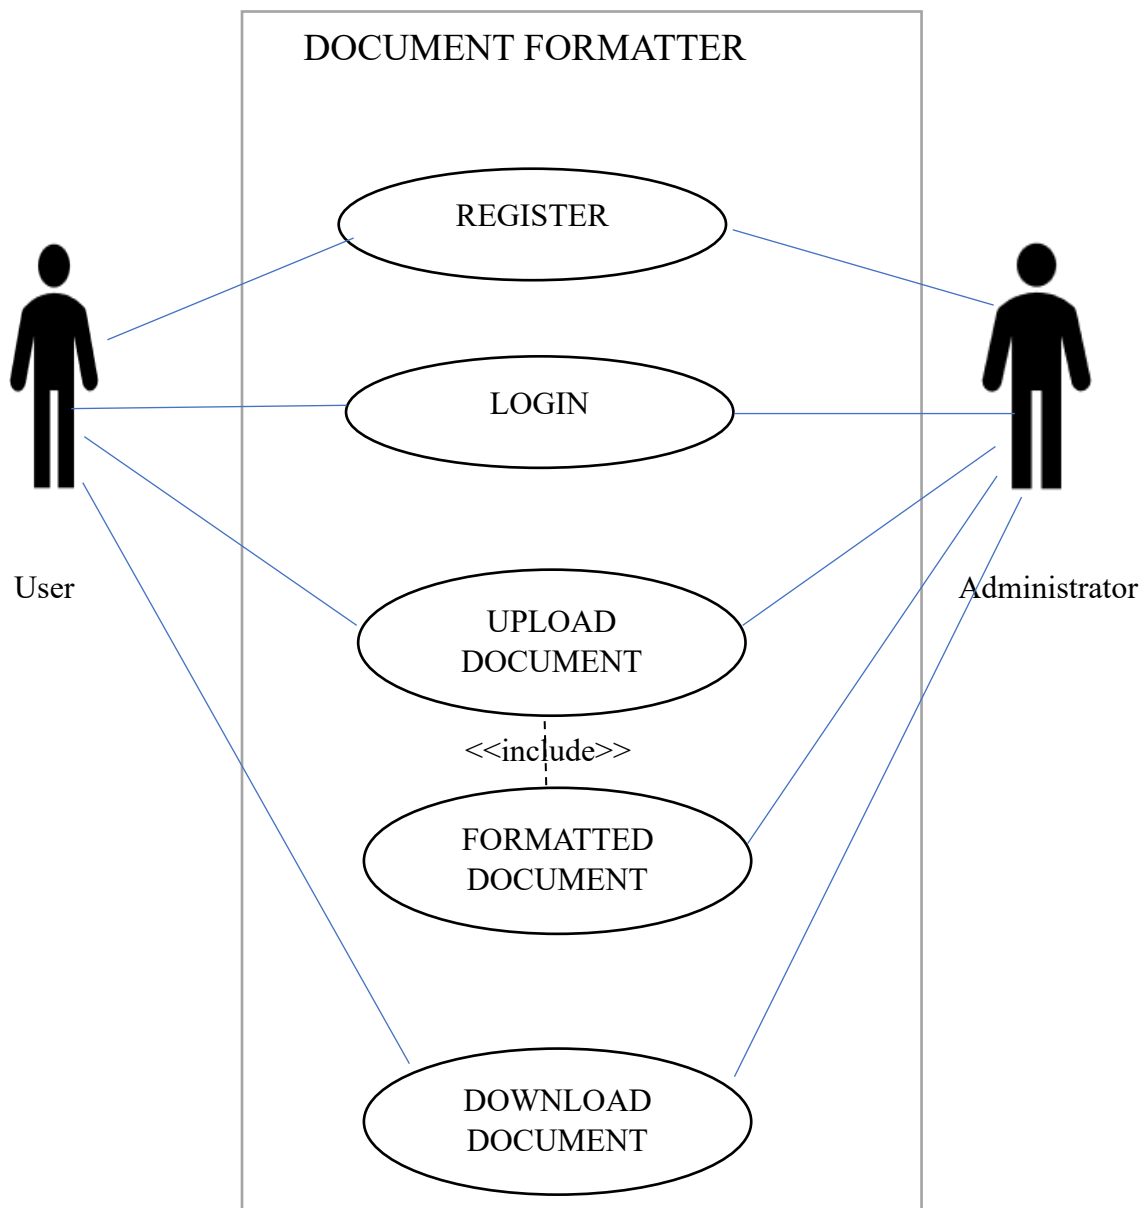 DOCUMENT FORMATTER
REGISTER
LOGIN
User
Administrator
UPLOAD
DOCUMENT
<<include>>
FORMATTED
DOCUMENT
DOWNLOAD
DOCUMENT